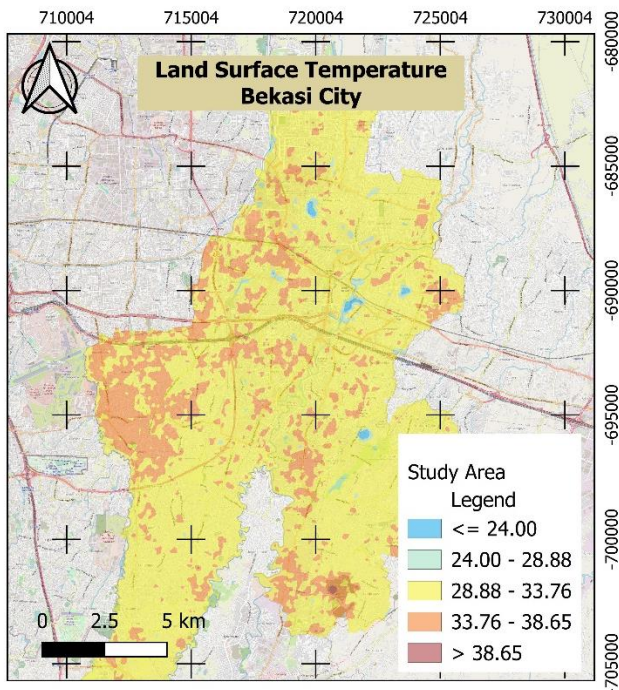 710004 715004 720004 725004 730004
Land Surface Temperature
Bekasi City
-680000
-685000
-690000
-695000
-700000
-705000
Study Area
Legend
<= 24.00
24.00 - 28.88
28.88 - 33.76
33.76 - 38.65
> 38.65
0 2.5 5 km